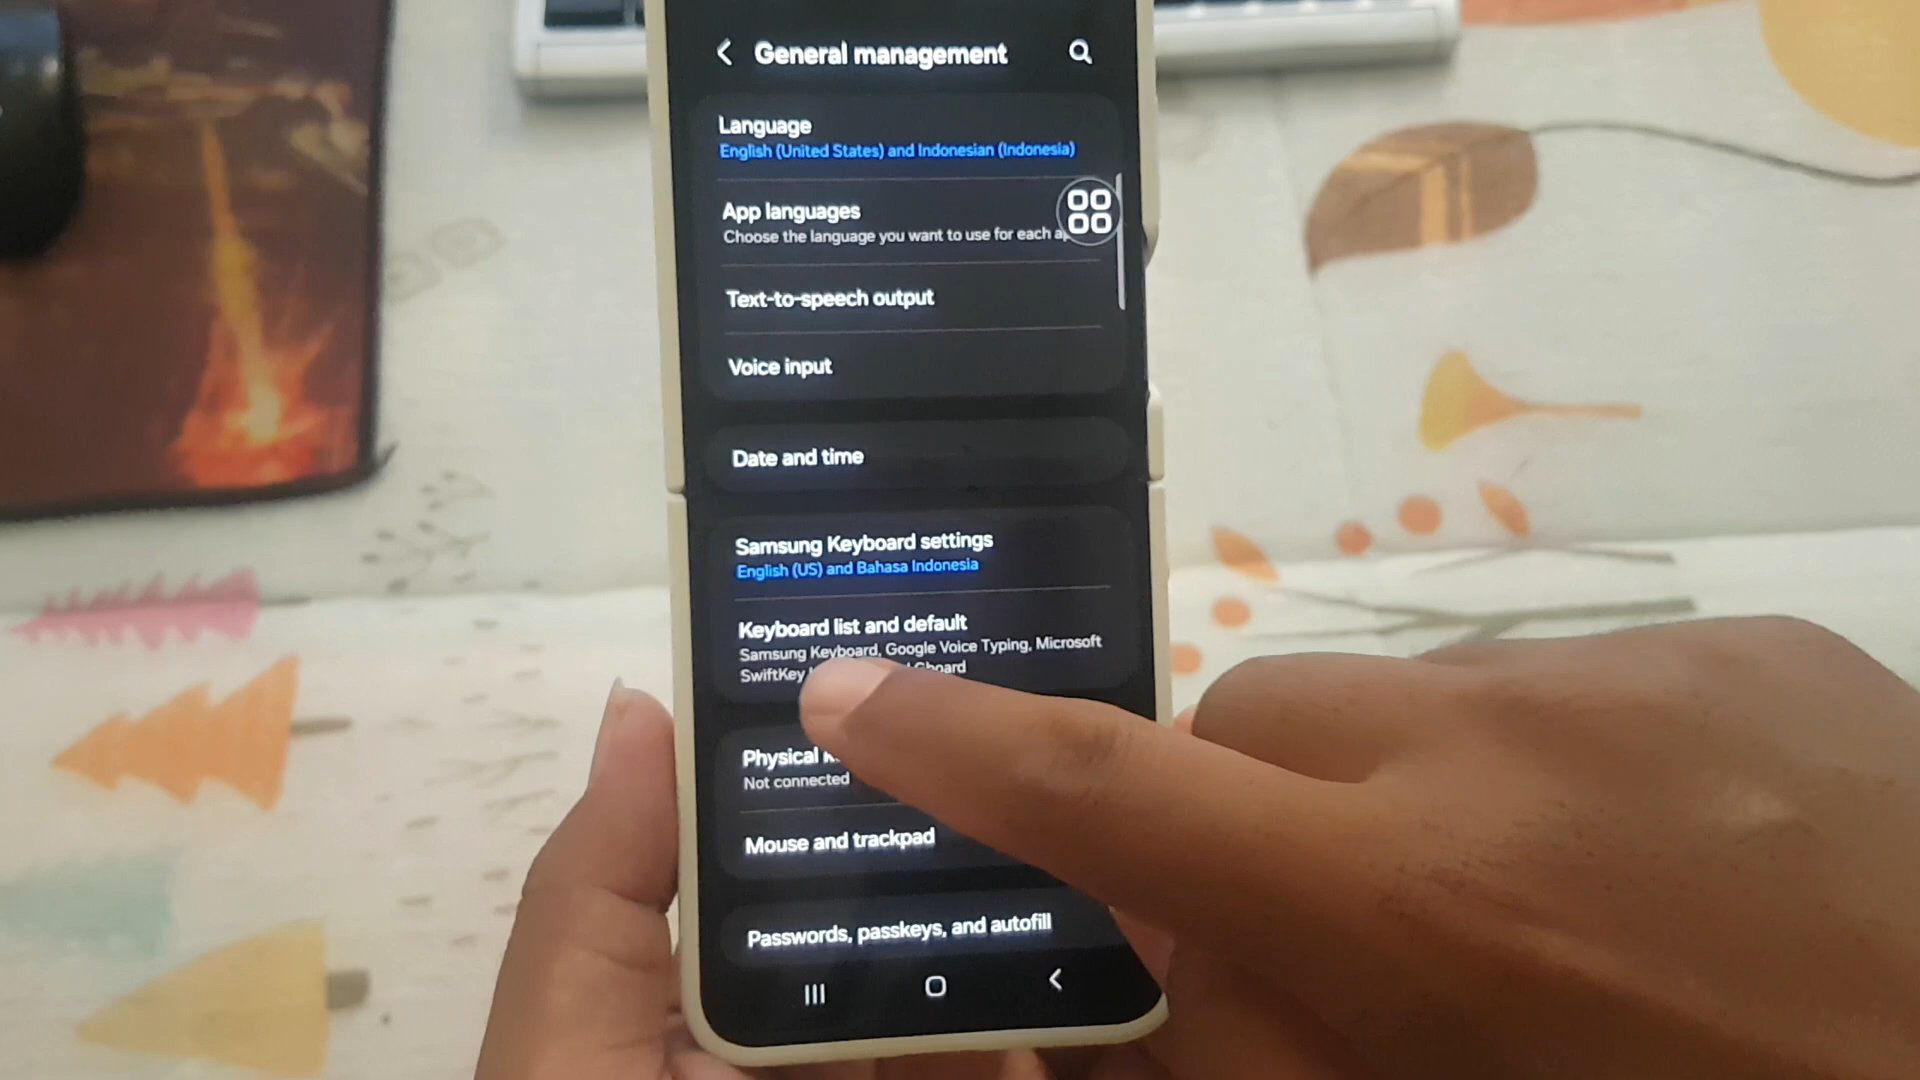 General management
Language
English (United States) and Indonesian (Indonesia)
App languages
Choose the language you want to use for each
Text-to-speech output
Voice input
Date and time
Samsung Keyboard settings
English (US) and Bahasa Indonesia
Keyboard list and default
Samsung Keyboard, Google Voice Typing, Microsoft
SwiftKey Gboard
Physical
Not connected
Mouse and trackpad
Passwords, passkeys, and autofill